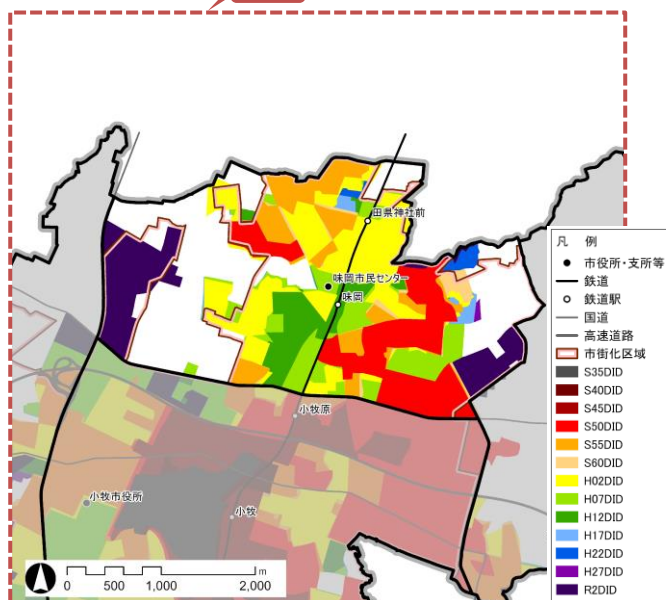 田県神社前
味岡市民センター
味岡
小牧原
小牧市役所
小牧
0 500 1,000 2,000
m
凡 例
市役所・支所等
鉄道
鉄道駅
国道
高速道路
市街化区域
S35DID
S40DID
S45DID
S50DID
S55DID
S60DID
H02DID
H07DID
H12DID
H17DID
H22DID
H27DID
R2DID